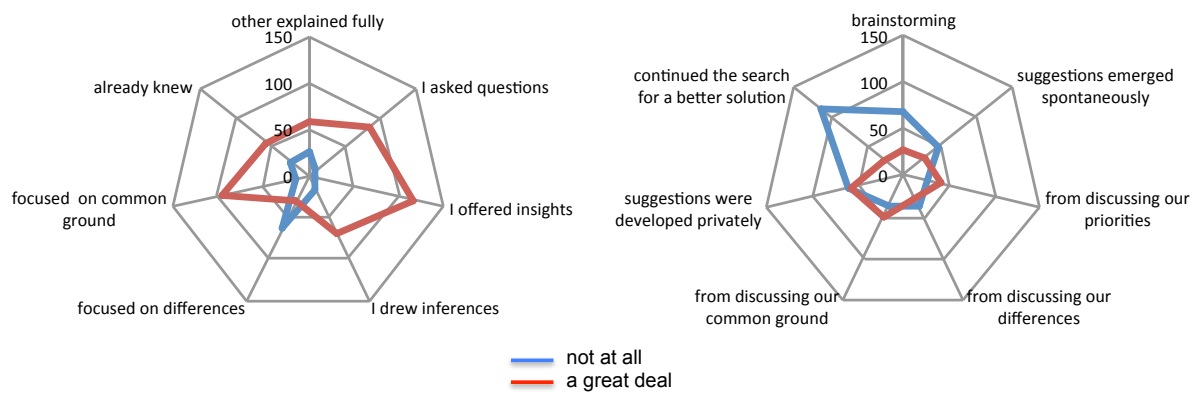 other explained fully
150
100
50
0
I asked questions
I offered insights
I drew inferences
focused on differences
focused on common
ground
already knew
brainstorming
150
100
50
0
suggestions emerged
spontaneously
from discussing our
priorities
from discussing our
differences
from discussing our
common ground
suggestions were
developed privately
continued the search
for a better solution
not at all
a great deal